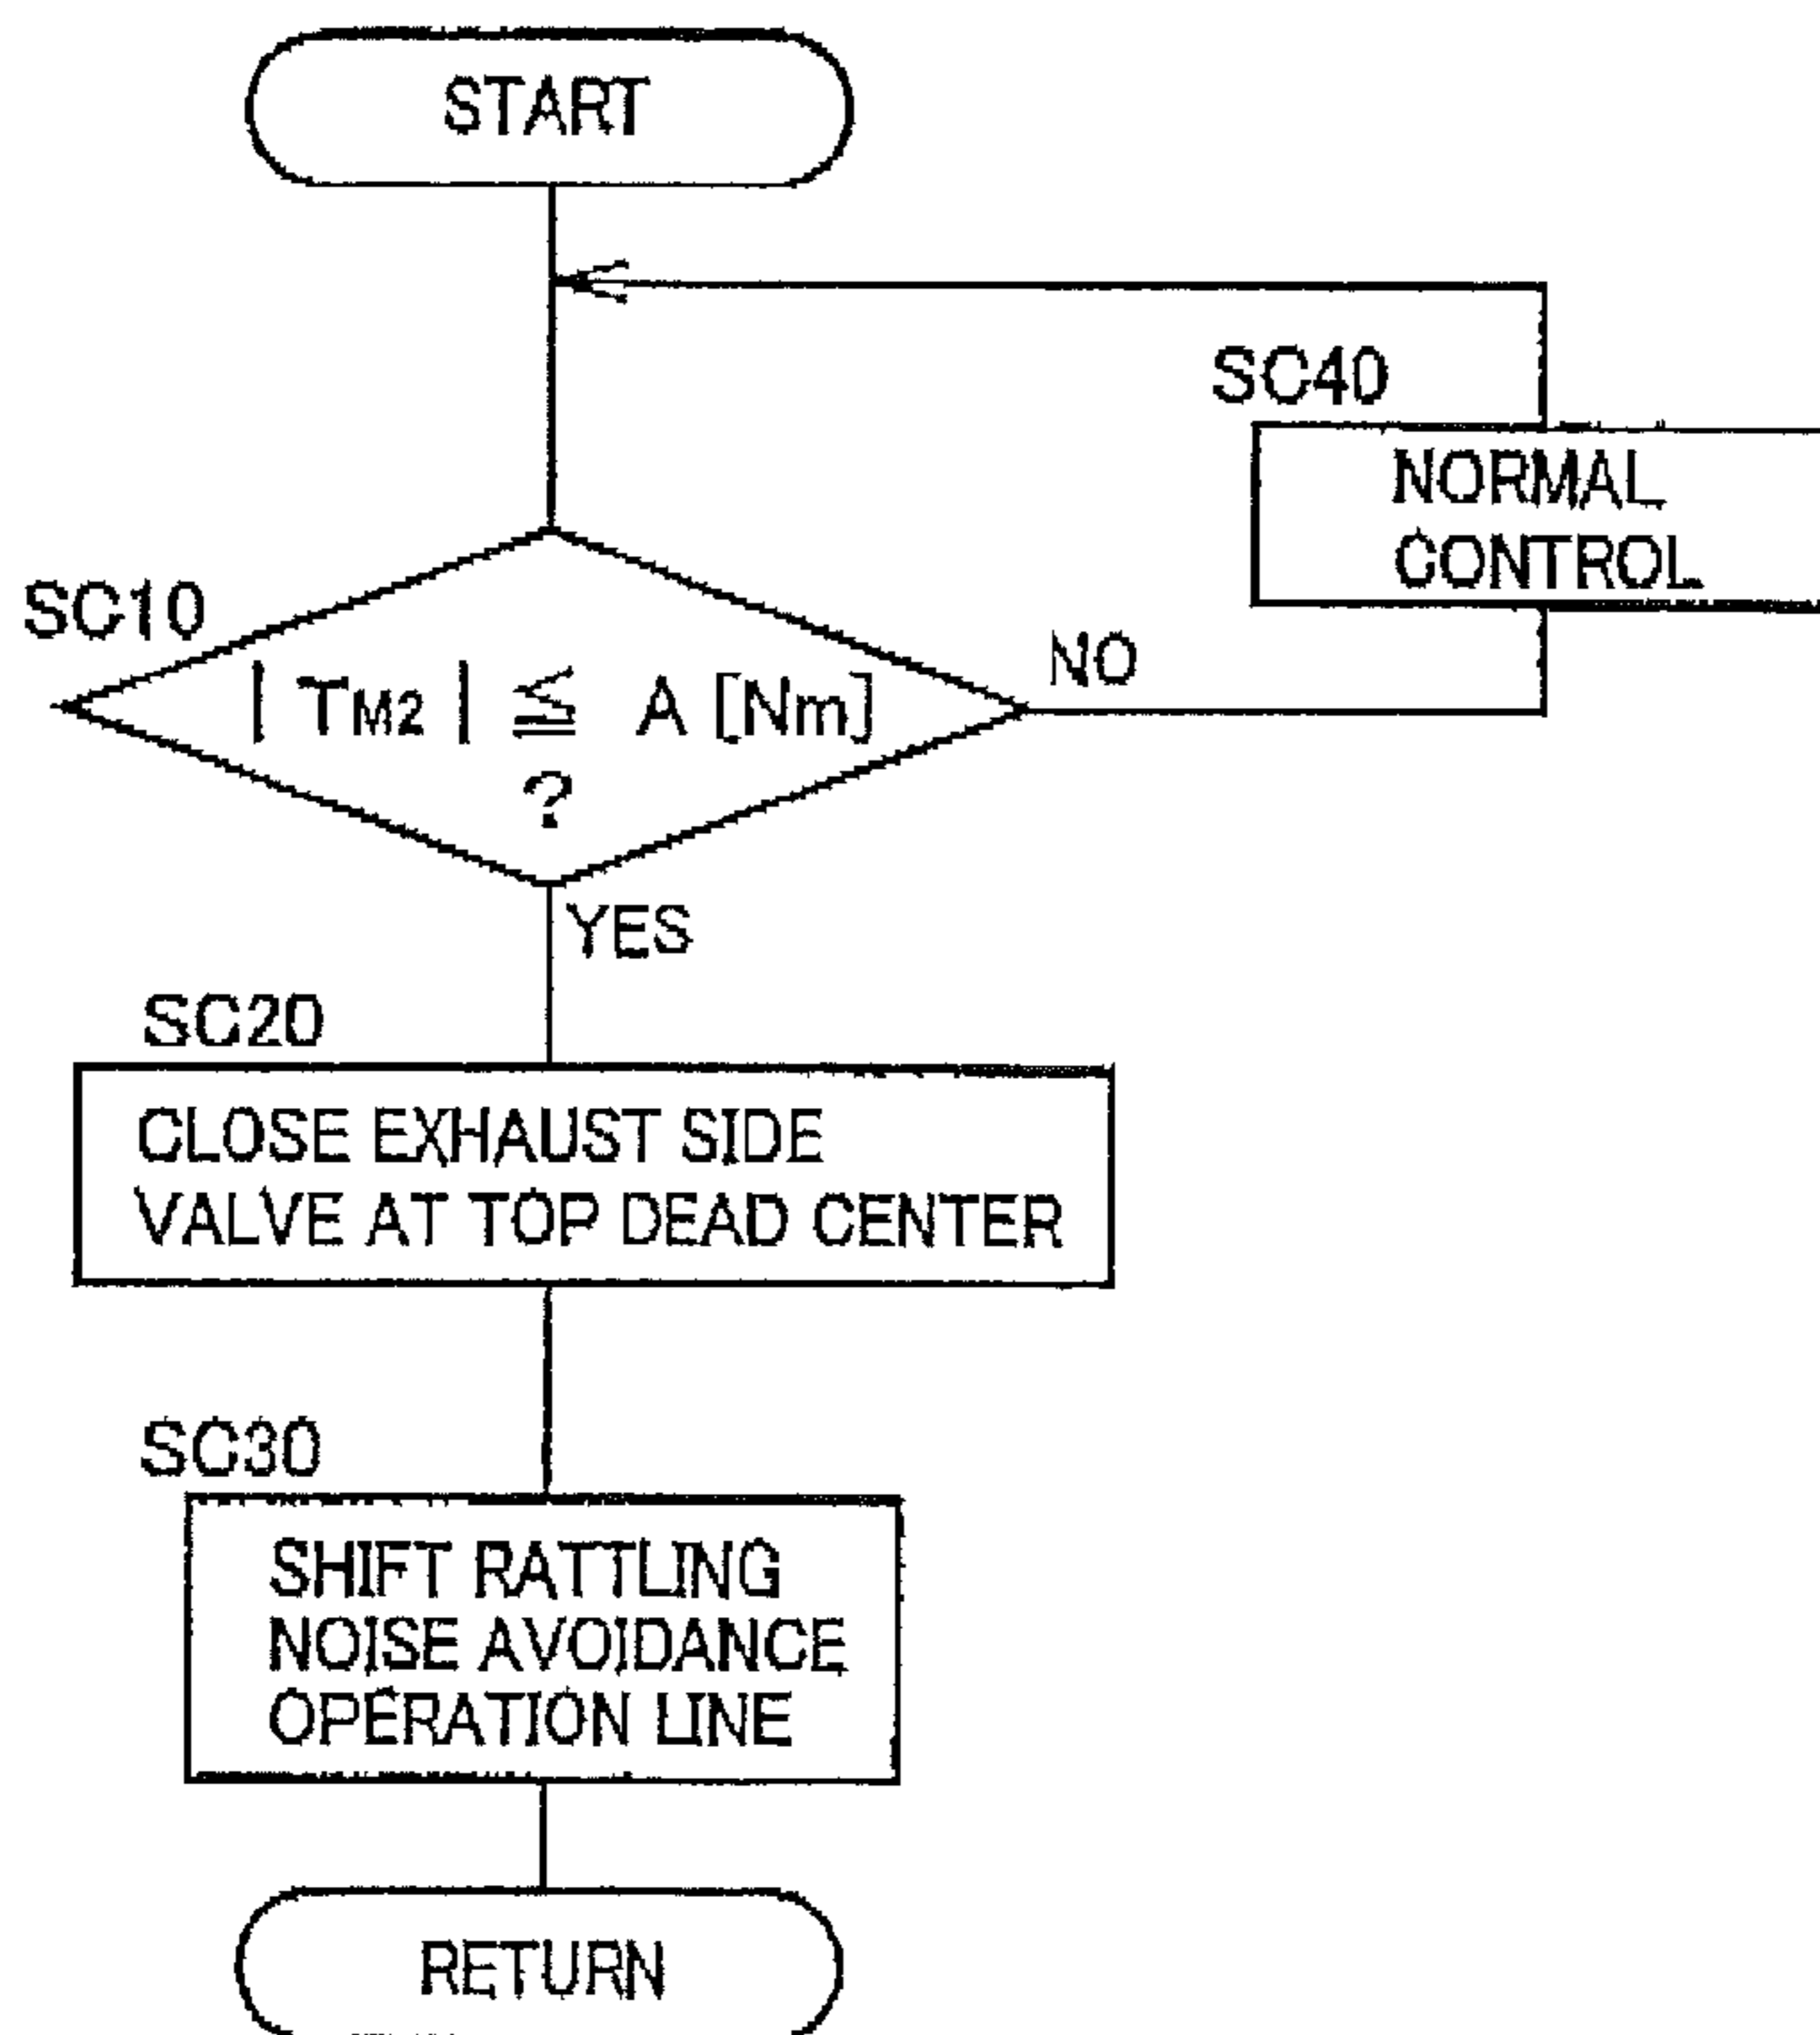 START
SC40
NORMAL
CONTROL
SC10
| TM2 | ≦ A [Nm]
?
NO
YES
SC20
CLOSE EXHAUST SIDE
VALVE AT TOP DEAD CENTER
SC30
SHIFT RATTLING
NOISE AVOIDANCE
OPERATION LINE
RETURN